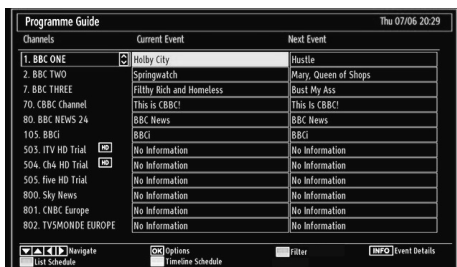 Programme Guide Thu 07/06 20:29
Channels Current Event Next Event
1. BBC ONE Holby City Hustle
2. BBC TWO Springwatch Mary, Queen of Shops
7. BBC THREE Filthy Rich and Homeless Bust My Ass
70. CBBC Channel This is CBBC! This Is CBBC!
80. BBC NEWS 24 BBC News BBC News
105. BBCi BBCi BBCi
503. ITV HD Trial HD No Information No Information
504. Ch4 HD Trial HD No Information No Information
505. five HD Trial No Information No Information
800. Sky News No Information No Information
801. CNBC Europe No Information No Information
802. TV5MONDE EUROPE No Information No Information
Navigate OK Options Filter INFO Event Details
List Schedule Timeline Schedule